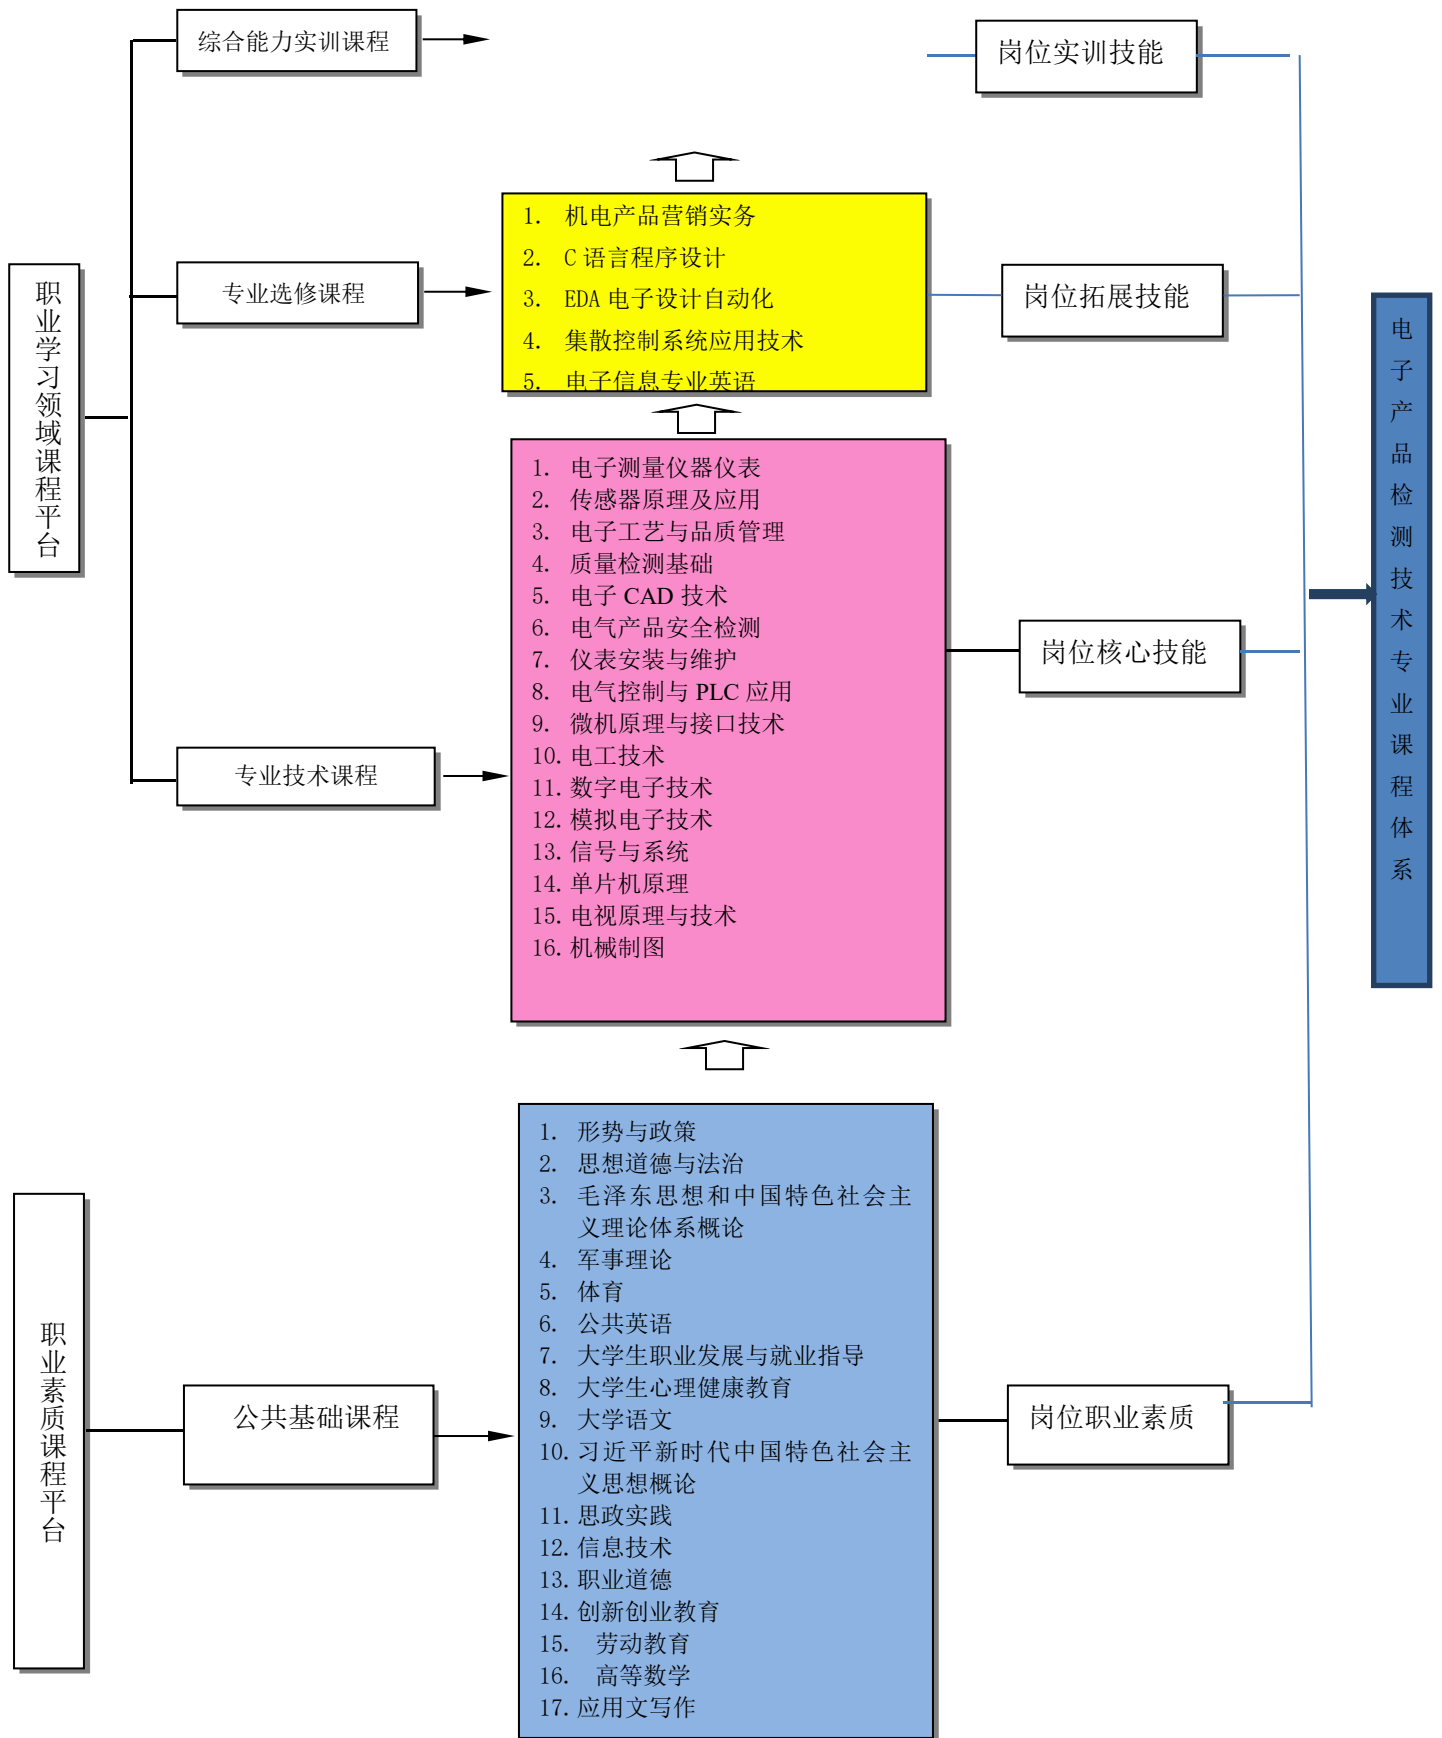 综合能力实训课程
岗位实训技能
职业学习领域课程平台
专业选修课程
1. 机电产品营销实务
2. C 语言程序设计
3. EDA 电子设计自动化
4. 集散控制系统应用技术
5. 电子信息专业英语
岗位拓展技能
专业技术课程
1. 电子测量仪器仪表
2. 传感器原理及应用
3. 电子工艺与品质管理
4. 质量检测基础
5. 电子 CAD 技术
6. 电气产品安全检测
7. 仪表安装与维护
8. 电气控制与 PLC 应用
9. 微机原理与接口技术
10. 电工技术
11. 数字电子技术
12. 模拟电子技术
13. 信号与系统
14. 单片机原理
15. 电视原理与技术
16. 机械制图
岗位核心技能
电子产品检测技术专业课程体系
职业素质课程平台
公共基础课程
1. 形势与政策
2. 思想道德与法治
3. 毛泽东思想和中国特色社会主
义理论体系概论
4. 军事理论
5. 体育
6. 公共英语
7. 大学生职业发展与就业指导
8. 大学生心理健康教育
9. 大学语文
10. 习近平新时代中国特色社会主
义思想概论
11. 思政实践
12. 信息技术
13. 职业道德
14. 创新创业教育
15. 劳动教育
16. 高等数学
17. 应用文写作
岗位职业素质